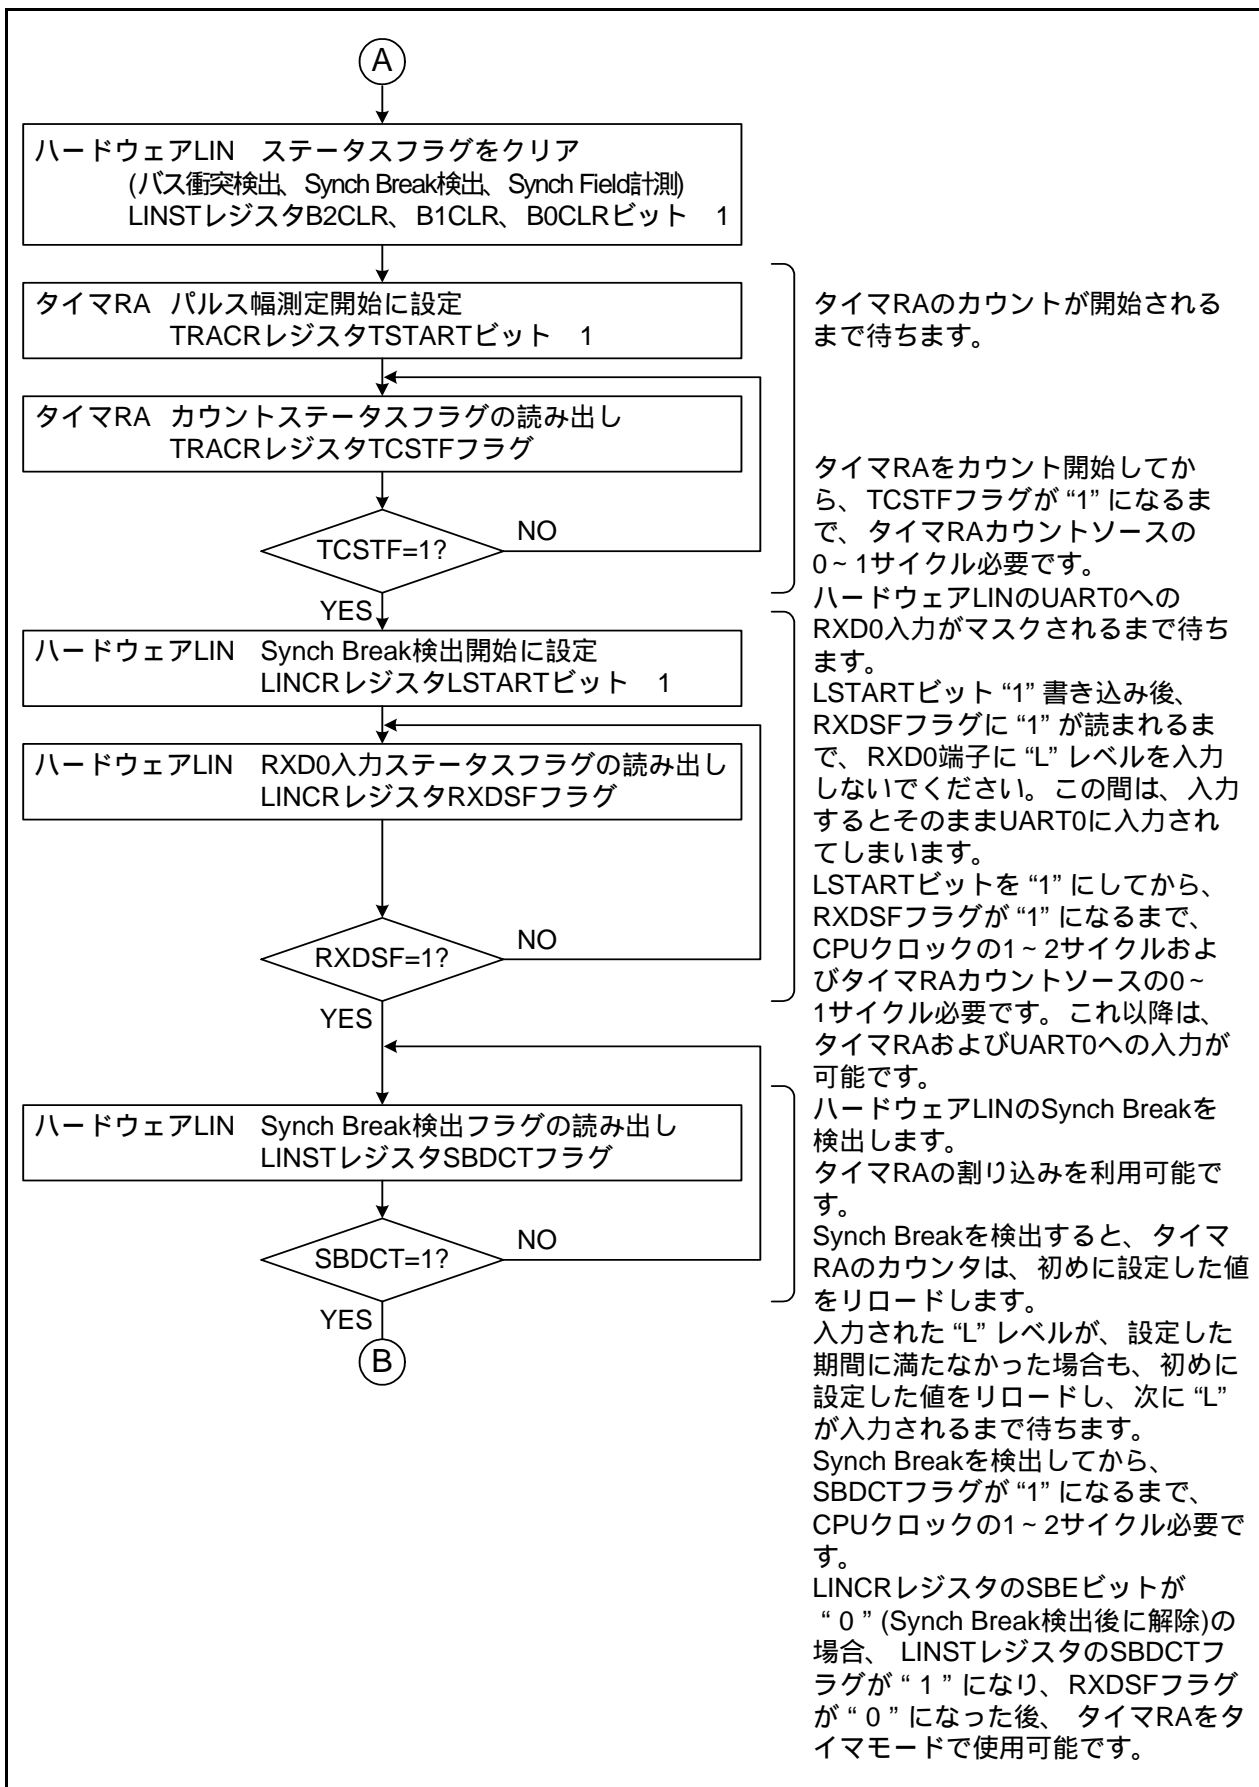 A
ハードウェアLIN ステータスフラグをクリア
(バス衝突検出、Synch Break検出、Synch Field計測)
LINSTレジスタB2CLR、B1CLR、B0CLRビット 1
タイマRA パルス幅測定開始に設定
TRACRレジスタTSTARTビット 1
タイマRA カウントステータスフラグの読み出し
TRACRレジスタTCSTFフラグ
TCSTF=1?
NO
YES
ハードウェアLIN Synch Break検出開始に設定
LINCRレジスタLSTARTビット 1
ハードウェアLIN RXD0入力ステータスフラグの読み出し
LINCRレジスタRXDSFフラグ
RXDSF=1?
NO
YES
ハードウェアLIN Synch Break検出フラグの読み出し
LINSTレジスタSBDCTフラグ
SBDCT=1?
NO
YES
B
タイマRAのカウントが開始される
まで待ちます。
タイマRAをカウント開始してか
ら、TCSTFフラグが “1” になるま
で、タイマRAカウントソースの
0~1サイクル必要です。
ハードウェアLINのUART0への
RXD0入力がマスクされるまで待ち
ます。
LSTARTビット “1” 書き込み後、
RXDSFフラグに “1” が読まれるま
で、RXD0端子に “L” レベルを入力
しないでください。この間は、入力
するとそのままUART0に入力され
てしまいます。
LSTARTビットを “1” にしてから、
RXDSFフラグが “1” になるまで、
CPUクロックの1~2サイクルおよ
びタイマRAカウントソースの0~
1サイクル必要です。これ以降は、
タイマRAおよびUART0への入力が
可能です。
ハードウェアLINのSynch Breakを
検出します。
タイマRAの割り込みを利用可能で
す。
Synch Breakを検出すると、タイマ
RAのカウンタは、初めに設定した値
をリロードします。
入力された “L” レベルが、設定した
期間に満たなかった場合も、初めに
設定した値をリロードし、次に “L”
が入力されるまで待ちます。
Synch Breakを検出してから、
SBDCTフラグが “1” になるまで、
CPUクロックの1~2サイクル必要で
す。
LINCRレジスタのSBEビットが
“ 0 ” (Synch Break検出後に解除)の
場合、 LINSTレジスタのSBDCTフ
ラグが “ 1 ” になり、RXDSFフラグ
が “ 0 ” になった後、 タイマRAをタ
イマモードで使用可能です。